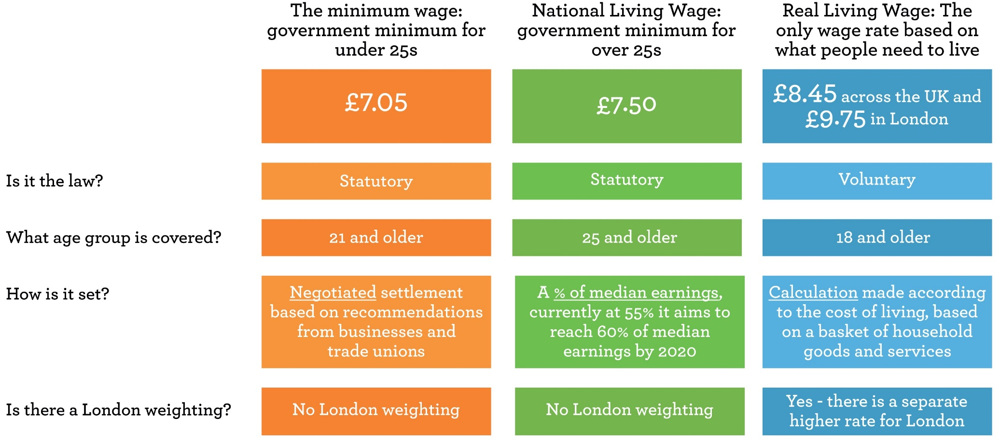 The minimum wage:
government minimum for
under 25s
National Living Wage:
government minimum for
over 25s
Real Living Wage: The
only wage rate based on
what people need to live
£7.05
£7.50
£8.45 across the UK and
£9.75 in London
Is it the law?
Statutory
Statutory
Voluntary
What age group is covered?
21 and older
25 and older
18 and older
How is it set?
Negotiated settlement
based on recommendations
from businesses and
trade unions
A % of median earnings,
currently at 55% it aims to
reach 60% of median
earnings by 2020
Calculation made according
to the cost of living, based
on a basket of household
goods and services
Is there a London weighting?
No London weighting
No London weighting
Yes - there is a separate
higher rate for London